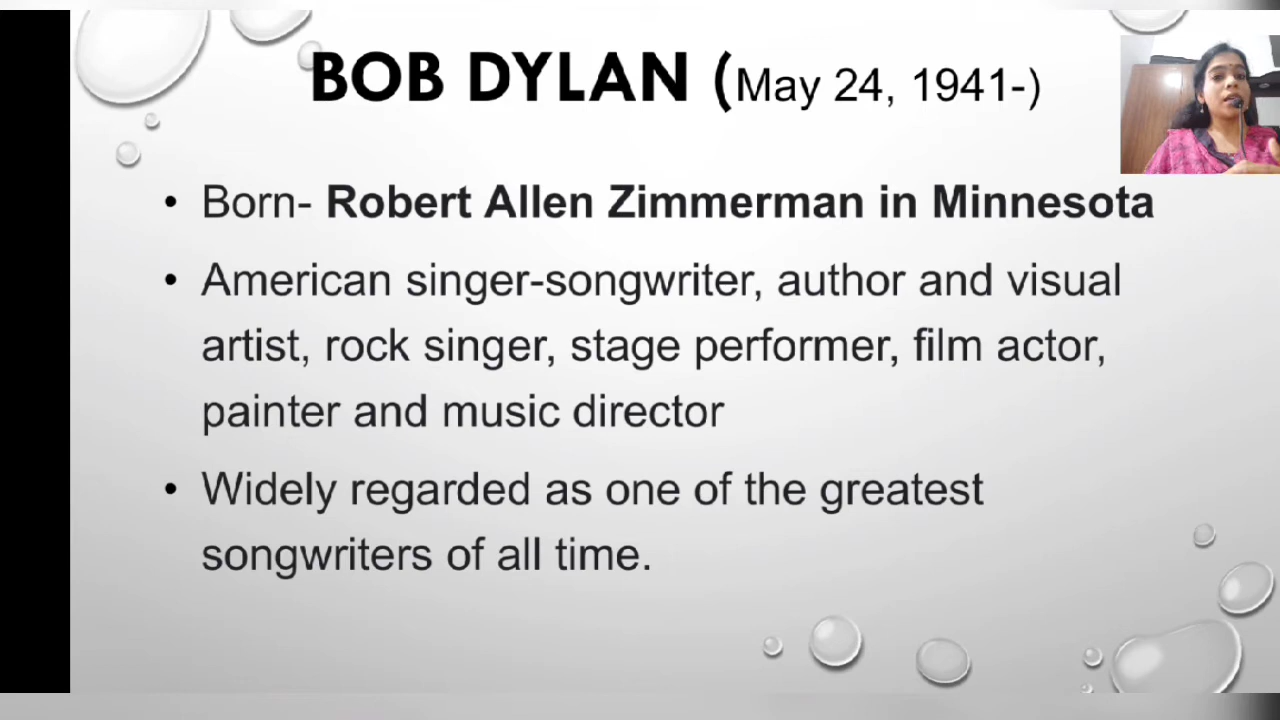 BOB DYLAN (May 24, 1941-)
• Born- Robert Allen Zimmerman in Minnesota
• American singer-songwriter, author and visual
artist, rock singer, stage performer, film actor,
painter and music director
• Widely regarded as one of the greatest
songwriters of all time.